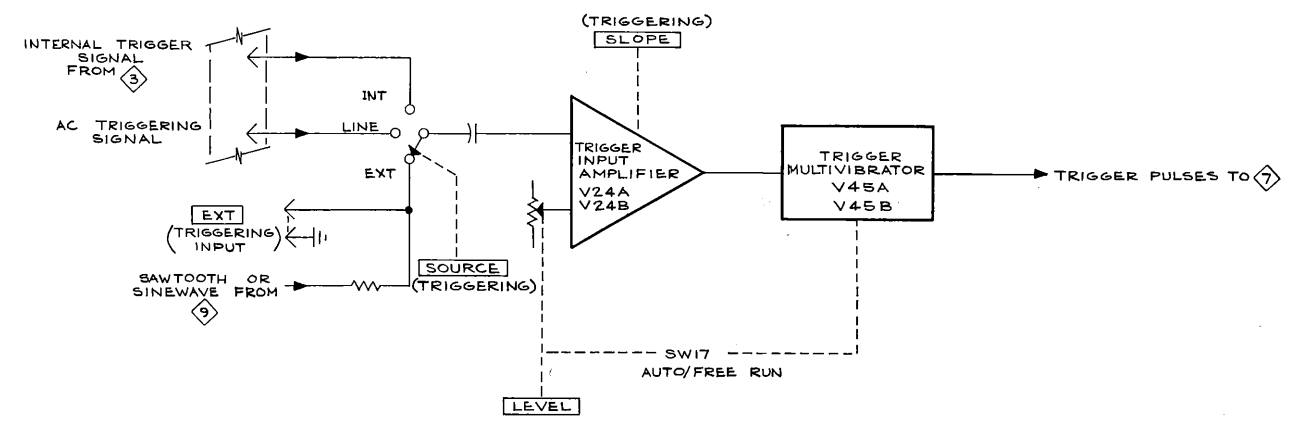 (TRIGGERING)
SLOPE
INTERNAL TRIGGER
SIGNAL
FROM 3
INT
AC TRIGGERING
SIGNAL
LINE
EXT
TRIGGER
INPUT
AMPLIFIER
V24A
V24B
TRIGGER
MULTIVIBRATOR
V45A
V45B
TRIGGER PULSES TO 7
EXT
(TRIGGERING
INPUT)
SAWTOOTH OR
SINEWAVE FROM
9
SOURCE
(TRIGGERING)
SW17
AUTO/FREE RUN
LEVEL